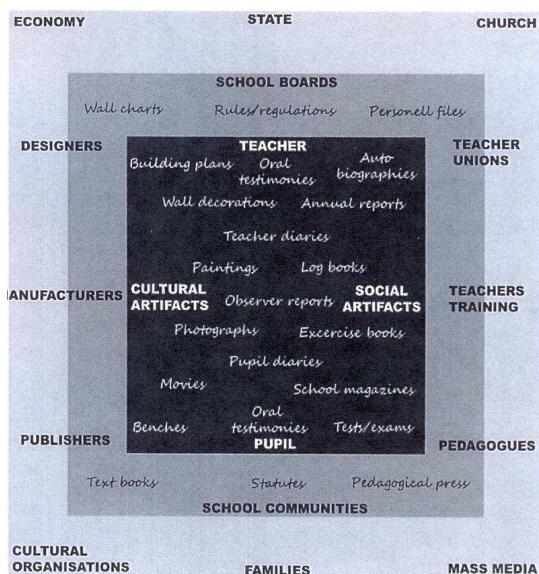 ECONOMY STATE CHURCH
SCHOOL BOARDS
Wall charts Rules/regulations Personell files
DESIGNERS TEACHER TEACHER
UNIONS
Building plans Oral
testimonies Auto
biographies
Wall decorations Annual reports
Teacher diaries
Paintings Log books
MANUFACTURERS CULTURAL
ARTIFACTS Observer reports SOCIAL
ARTIFACTS TEACHERS
TRAINING
Photographs Excercise books
Pupil diaries
Movies School magazines
Benches Oral
testimonies Tests/exams
PUBLISHERS PUPIL PEDAGOGUES
Text books Statutes Pedagogical press
SCHOOL COMMUNITIES
CULTURAL
ORGANISATIONS FAMILIES MASS MEDIA